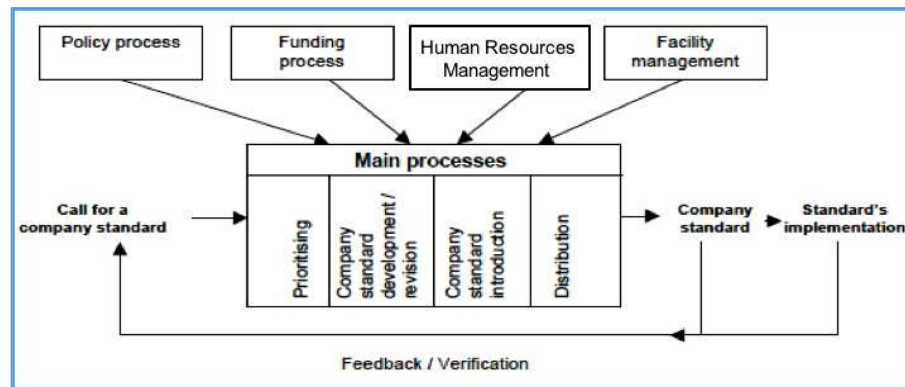 Policy process
Funding
process
Human Resources
Management
Facility
management
Main processes
Call for a
company standard
Prioritising
Company
standard
development /
revision
Company
standard
introduction
Distribution
Company
standard
Standard's
implementation
Feedback / Verification